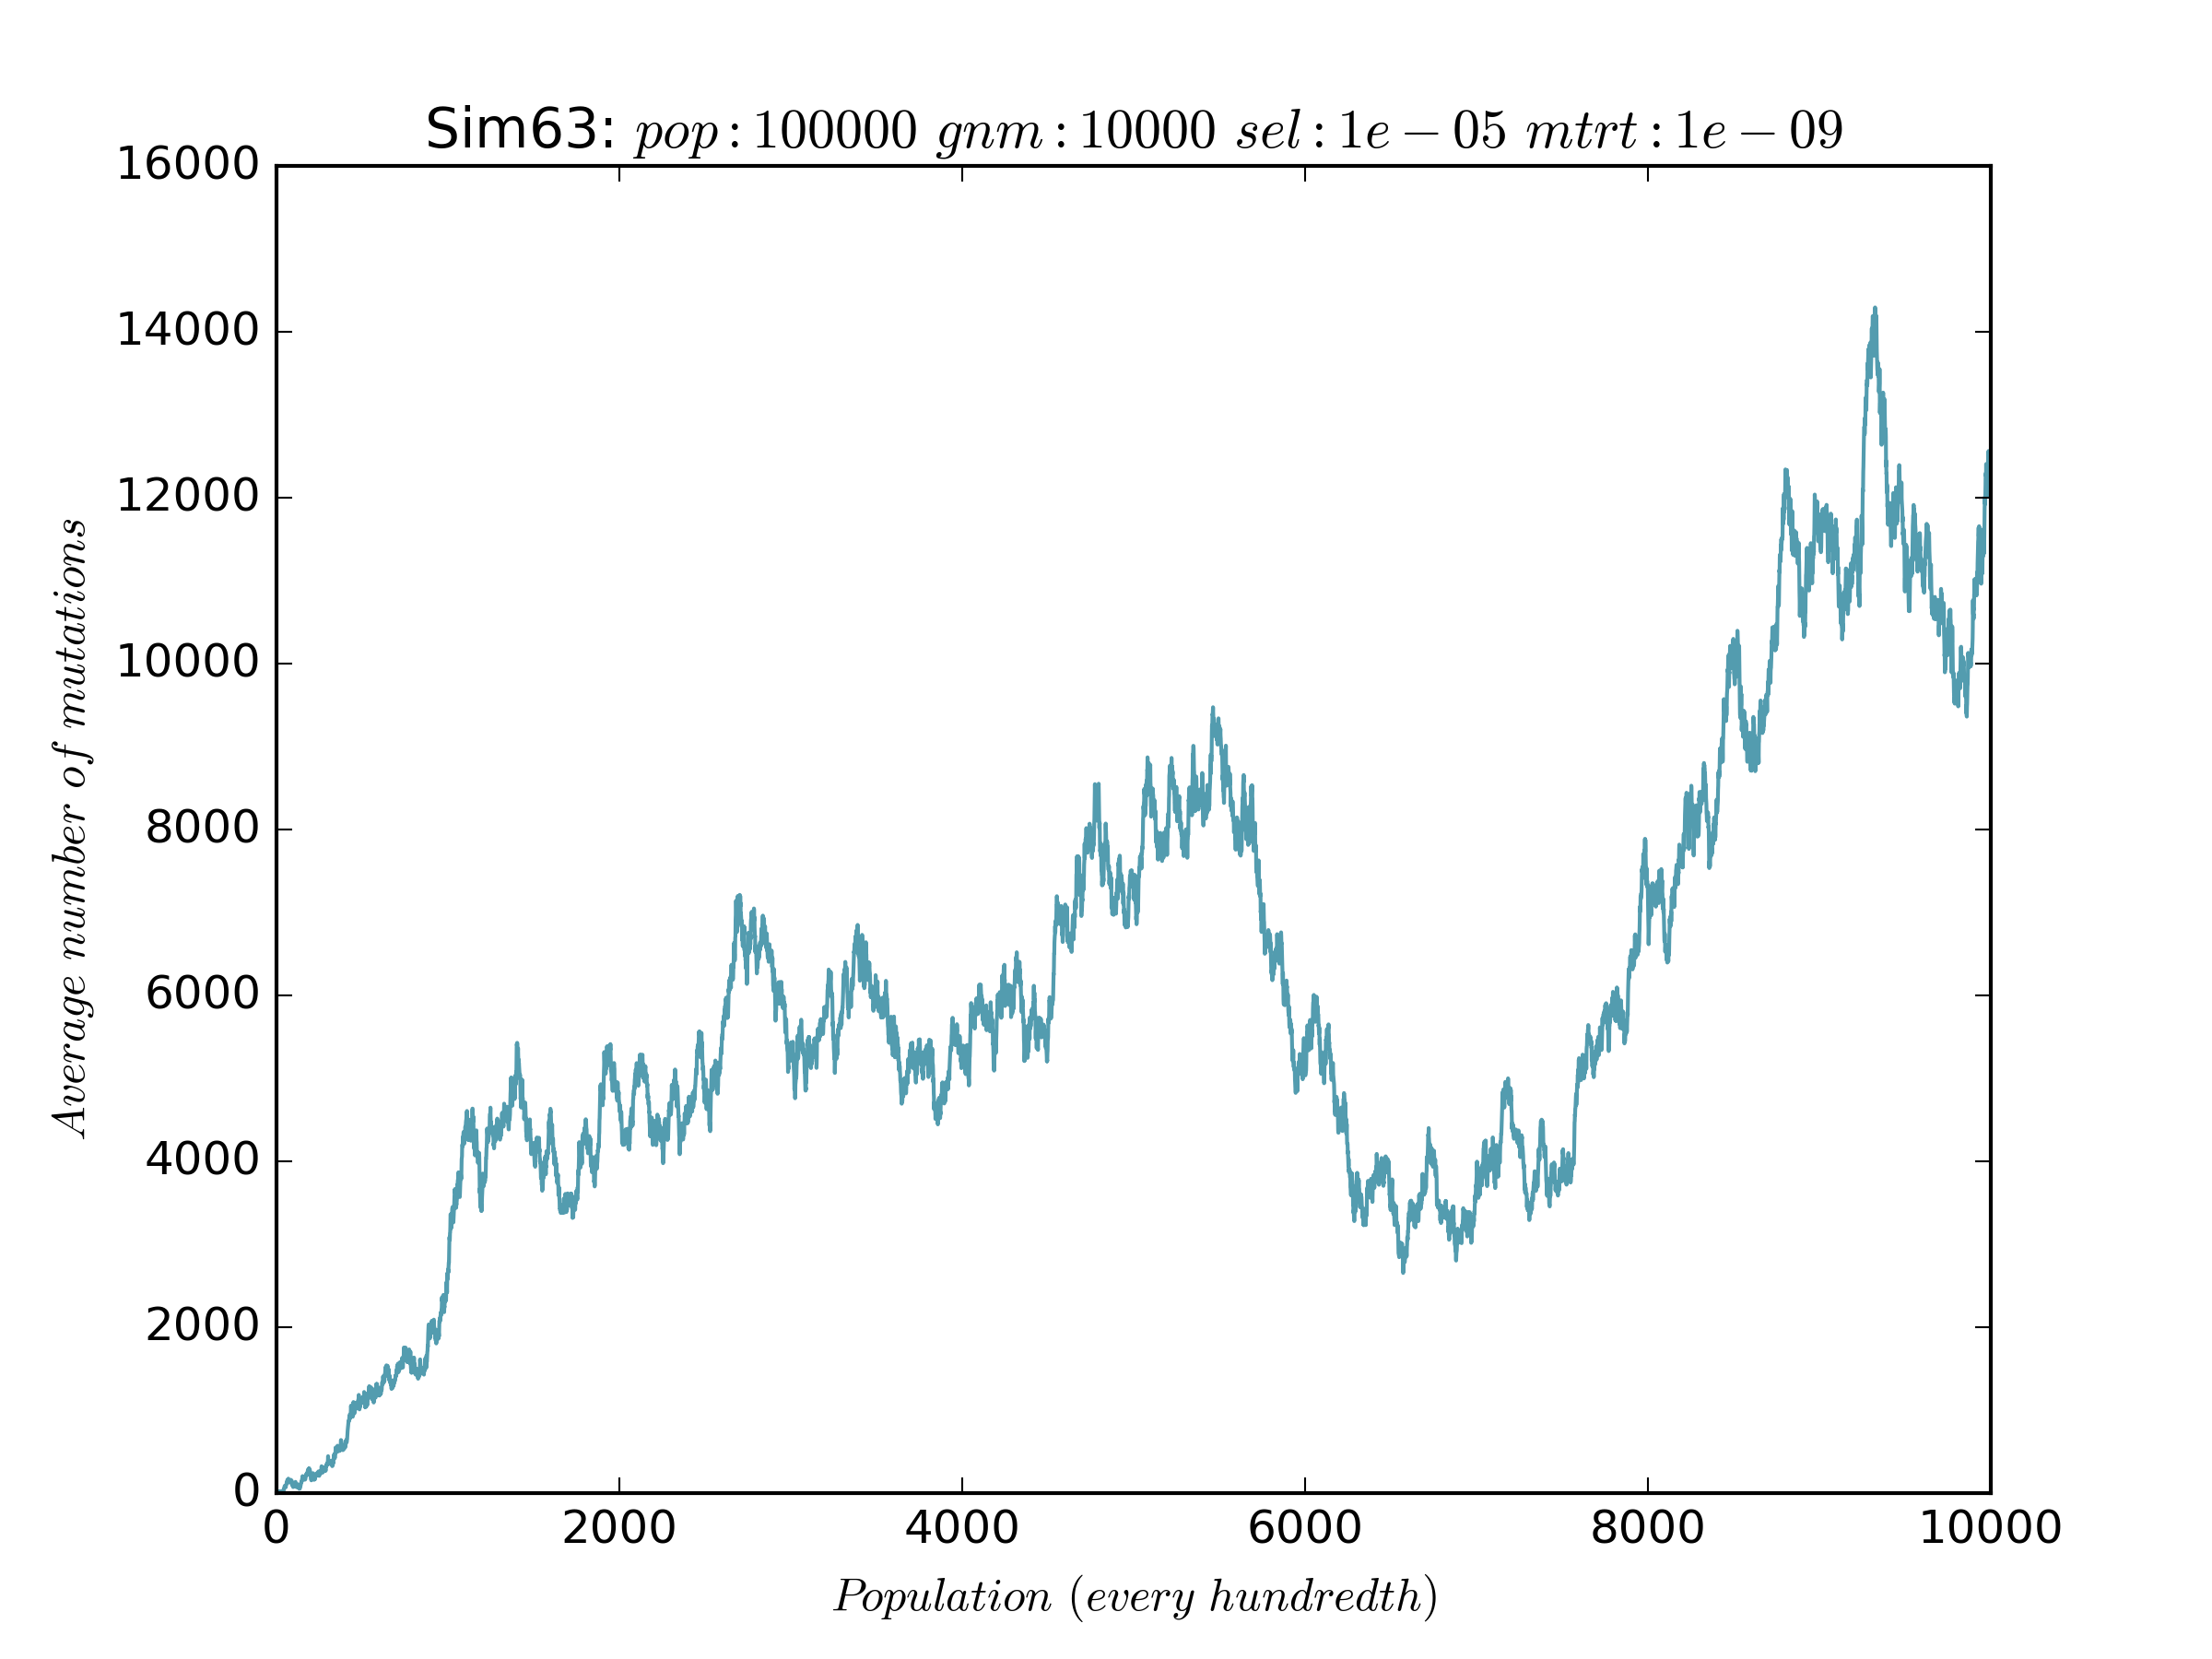 Sim63: pop : 100000 gnm : 10000 sel : 1e − 05 mtrt : 1e − 09
16000
14000
12000
10000
8000
6000
4000
2000
0
Average number of mutations
0 2000 4000 6000 8000 10000
Population (every hundredth)